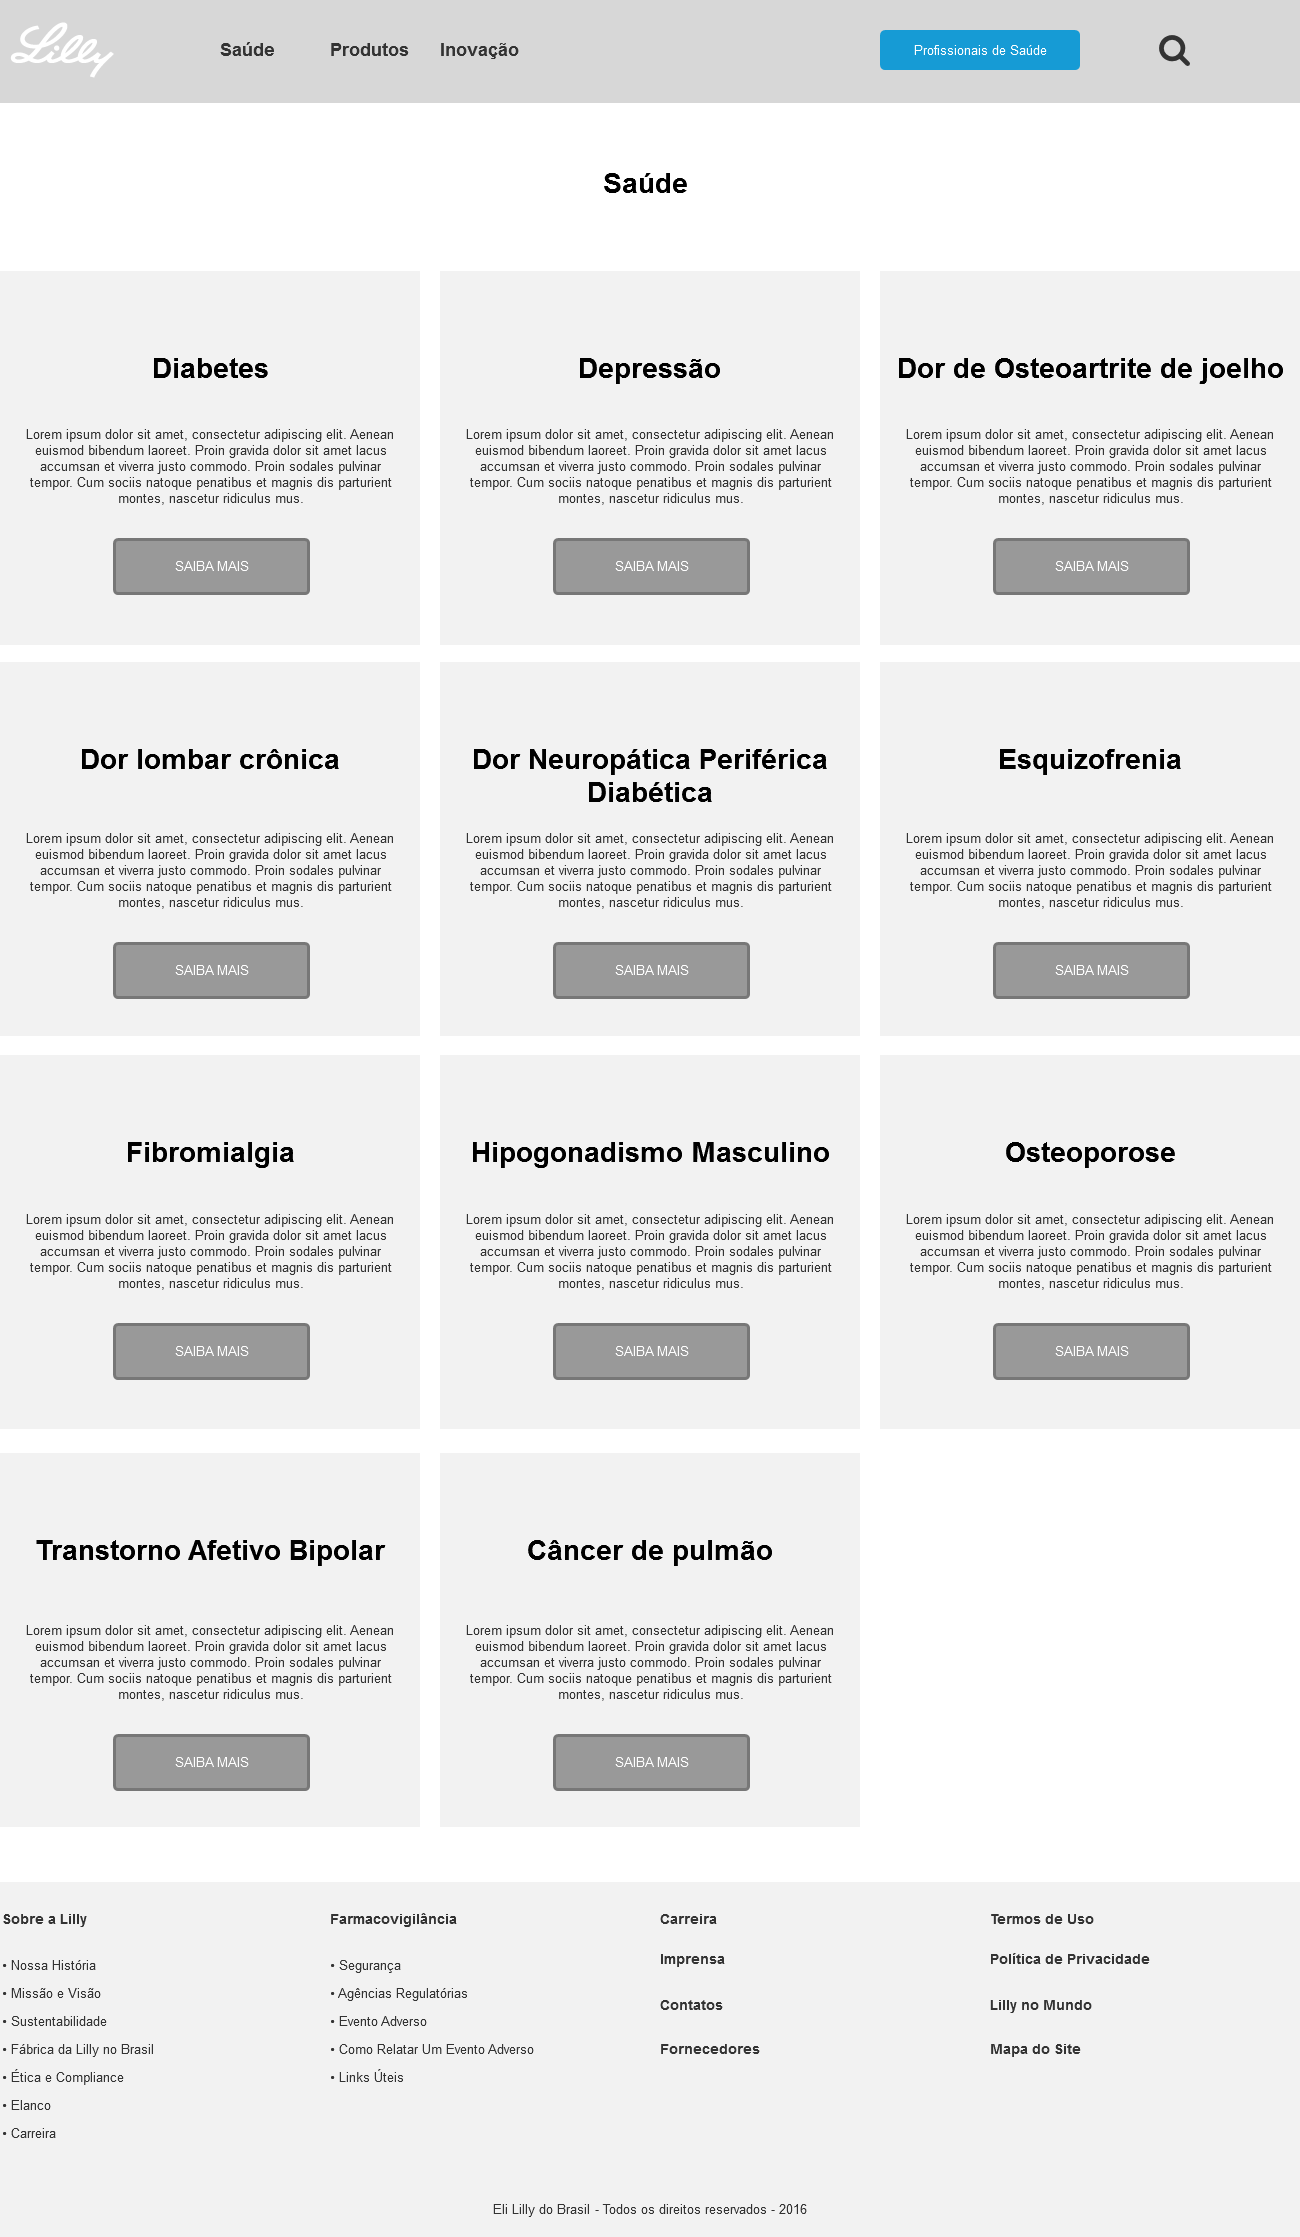 Lilly
Saúde
Produtos
Inovação
Profissionais de Saúde
Saúde
Diabetes
Lorem ipsum dolor sit amet, consectetur adipiscing elit. Aenean
euismod bibendum laoreet. Proin gravida dolor sit amet lacus
accumsan et viverra justo commodo. Proin sodales pulvinar
tempor. Cum sociis natoque penatibus et magnis dis parturient
montes, nascetur ridiculus mus.
SAIBA MAIS
Depressão
Lorem ipsum dolor sit amet, consectetur adipiscing elit. Aenean
euismod bibendum laoreet. Proin gravida dolor sit amet lacus
accumsan et viverra justo commodo. Proin sodales pulvinar
tempor. Cum sociis natoque penatibus et magnis dis parturient
montes, nascetur ridiculus mus.
SAIBA MAIS
Dor de Osteoartrite de joelho
Lorem ipsum dolor sit amet, consectetur adipiscing elit. Aenean
euismod bibendum laoreet. Proin gravida dolor sit amet lacus
accumsan et viverra justo commodo. Proin sodales pulvinar
tempor. Cum sociis natoque penatibus et magnis dis parturient
montes, nascetur ridiculus mus.
SAIBA MAIS
Dor lombar crônica
Lorem ipsum dolor sit amet, consectetur adipiscing elit. Aenean
euismod bibendum laoreet. Proin gravida dolor sit amet lacus
accumsan et viverra justo commodo. Proin sodales pulvinar
tempor. Cum sociis natoque penatibus et magnis dis parturient
montes, nascetur ridiculus mus.
SAIBA MAIS
Dor Neuropática Periférica
Diabética
Lorem ipsum dolor sit amet, consectetur adipiscing elit. Aenean
euismod bibendum laoreet. Proin gravida dolor sit amet lacus
accumsan et viverra justo commodo. Proin sodales pulvinar
tempor. Cum sociis natoque penatibus et magnis dis parturient
montes, nascetur ridiculus mus.
SAIBA MAIS
Esquizofrenia
Lorem ipsum dolor sit amet, consectetur adipiscing elit. Aenean
euismod bibendum laoreet. Proin gravida dolor sit amet lacus
accumsan et viverra justo commodo. Proin sodales pulvinar
tempor. Cum sociis natoque penatibus et magnis dis parturient
montes, nascetur ridiculus mus.
SAIBA MAIS
Fibromialgia
Lorem ipsum dolor sit amet, consectetur adipiscing elit. Aenean
euismod bibendum laoreet. Proin gravida dolor sit amet lacus
accumsan et viverra justo commodo. Proin sodales pulvinar
tempor. Cum sociis natoque penatibus et magnis dis parturient
montes, nascetur ridiculus mus.
SAIBA MAIS
Hipogonadismo Masculino
Lorem ipsum dolor sit amet, consectetur adipiscing elit. Aenean
euismod bibendum laoreet. Proin gravida dolor sit amet lacus
accumsan et viverra justo commodo. Proin sodales pulvinar
tempor. Cum sociis natoque penatibus et magnis dis parturient
montes, nascetur ridiculus mus.
SAIBA MAIS
Osteoporose
Lorem ipsum dolor sit amet, consectetur adipiscing elit. Aenean
euismod bibendum laoreet. Proin gravida dolor sit amet lacus
accumsan et viverra justo commodo. Proin sodales pulvinar
tempor. Cum sociis natoque penatibus et magnis dis parturient
montes, nascetur ridiculus mus.
SAIBA MAIS
Transtorno Afetivo Bipolar
Lorem ipsum dolor sit amet, consectetur adipiscing elit. Aenean
euismod bibendum laoreet. Proin gravida dolor sit amet lacus
accumsan et viverra justo commodo. Proin sodales pulvinar
tempor. Cum sociis natoque penatibus et magnis dis parturient
montes, nascetur ridiculus mus.
SAIBA MAIS
Câncer de pulmão
Lorem ipsum dolor sit amet, consectetur adipiscing elit. Aenean
euismod bibendum laoreet. Proin gravida dolor sit amet lacus
accumsan et viverra justo commodo. Proin sodales pulvinar
tempor. Cum sociis natoque penatibus et magnis dis parturient
montes, nascetur ridiculus mus.
SAIBA MAIS
Sobre a Lilly
• Nossa História
• Missão e Visão
• Sustentabilidade
• Fábrica da Lilly no Brasil
• Ética e Compliance
• Elanco
• Carreira
Farmacovigilância
• Segurança
• Agências Regulatórias
• Evento Adverso
• Como Relatar Um Evento Adverso
• Links Úteis
Carreira
Imprensa
Contatos
Fornecedores
Termos de Uso
Política de Privacidade
Lilly no Mundo
Mapa do Site
Eli Lilly do Brasil - Todos os direitos reservados - 2016